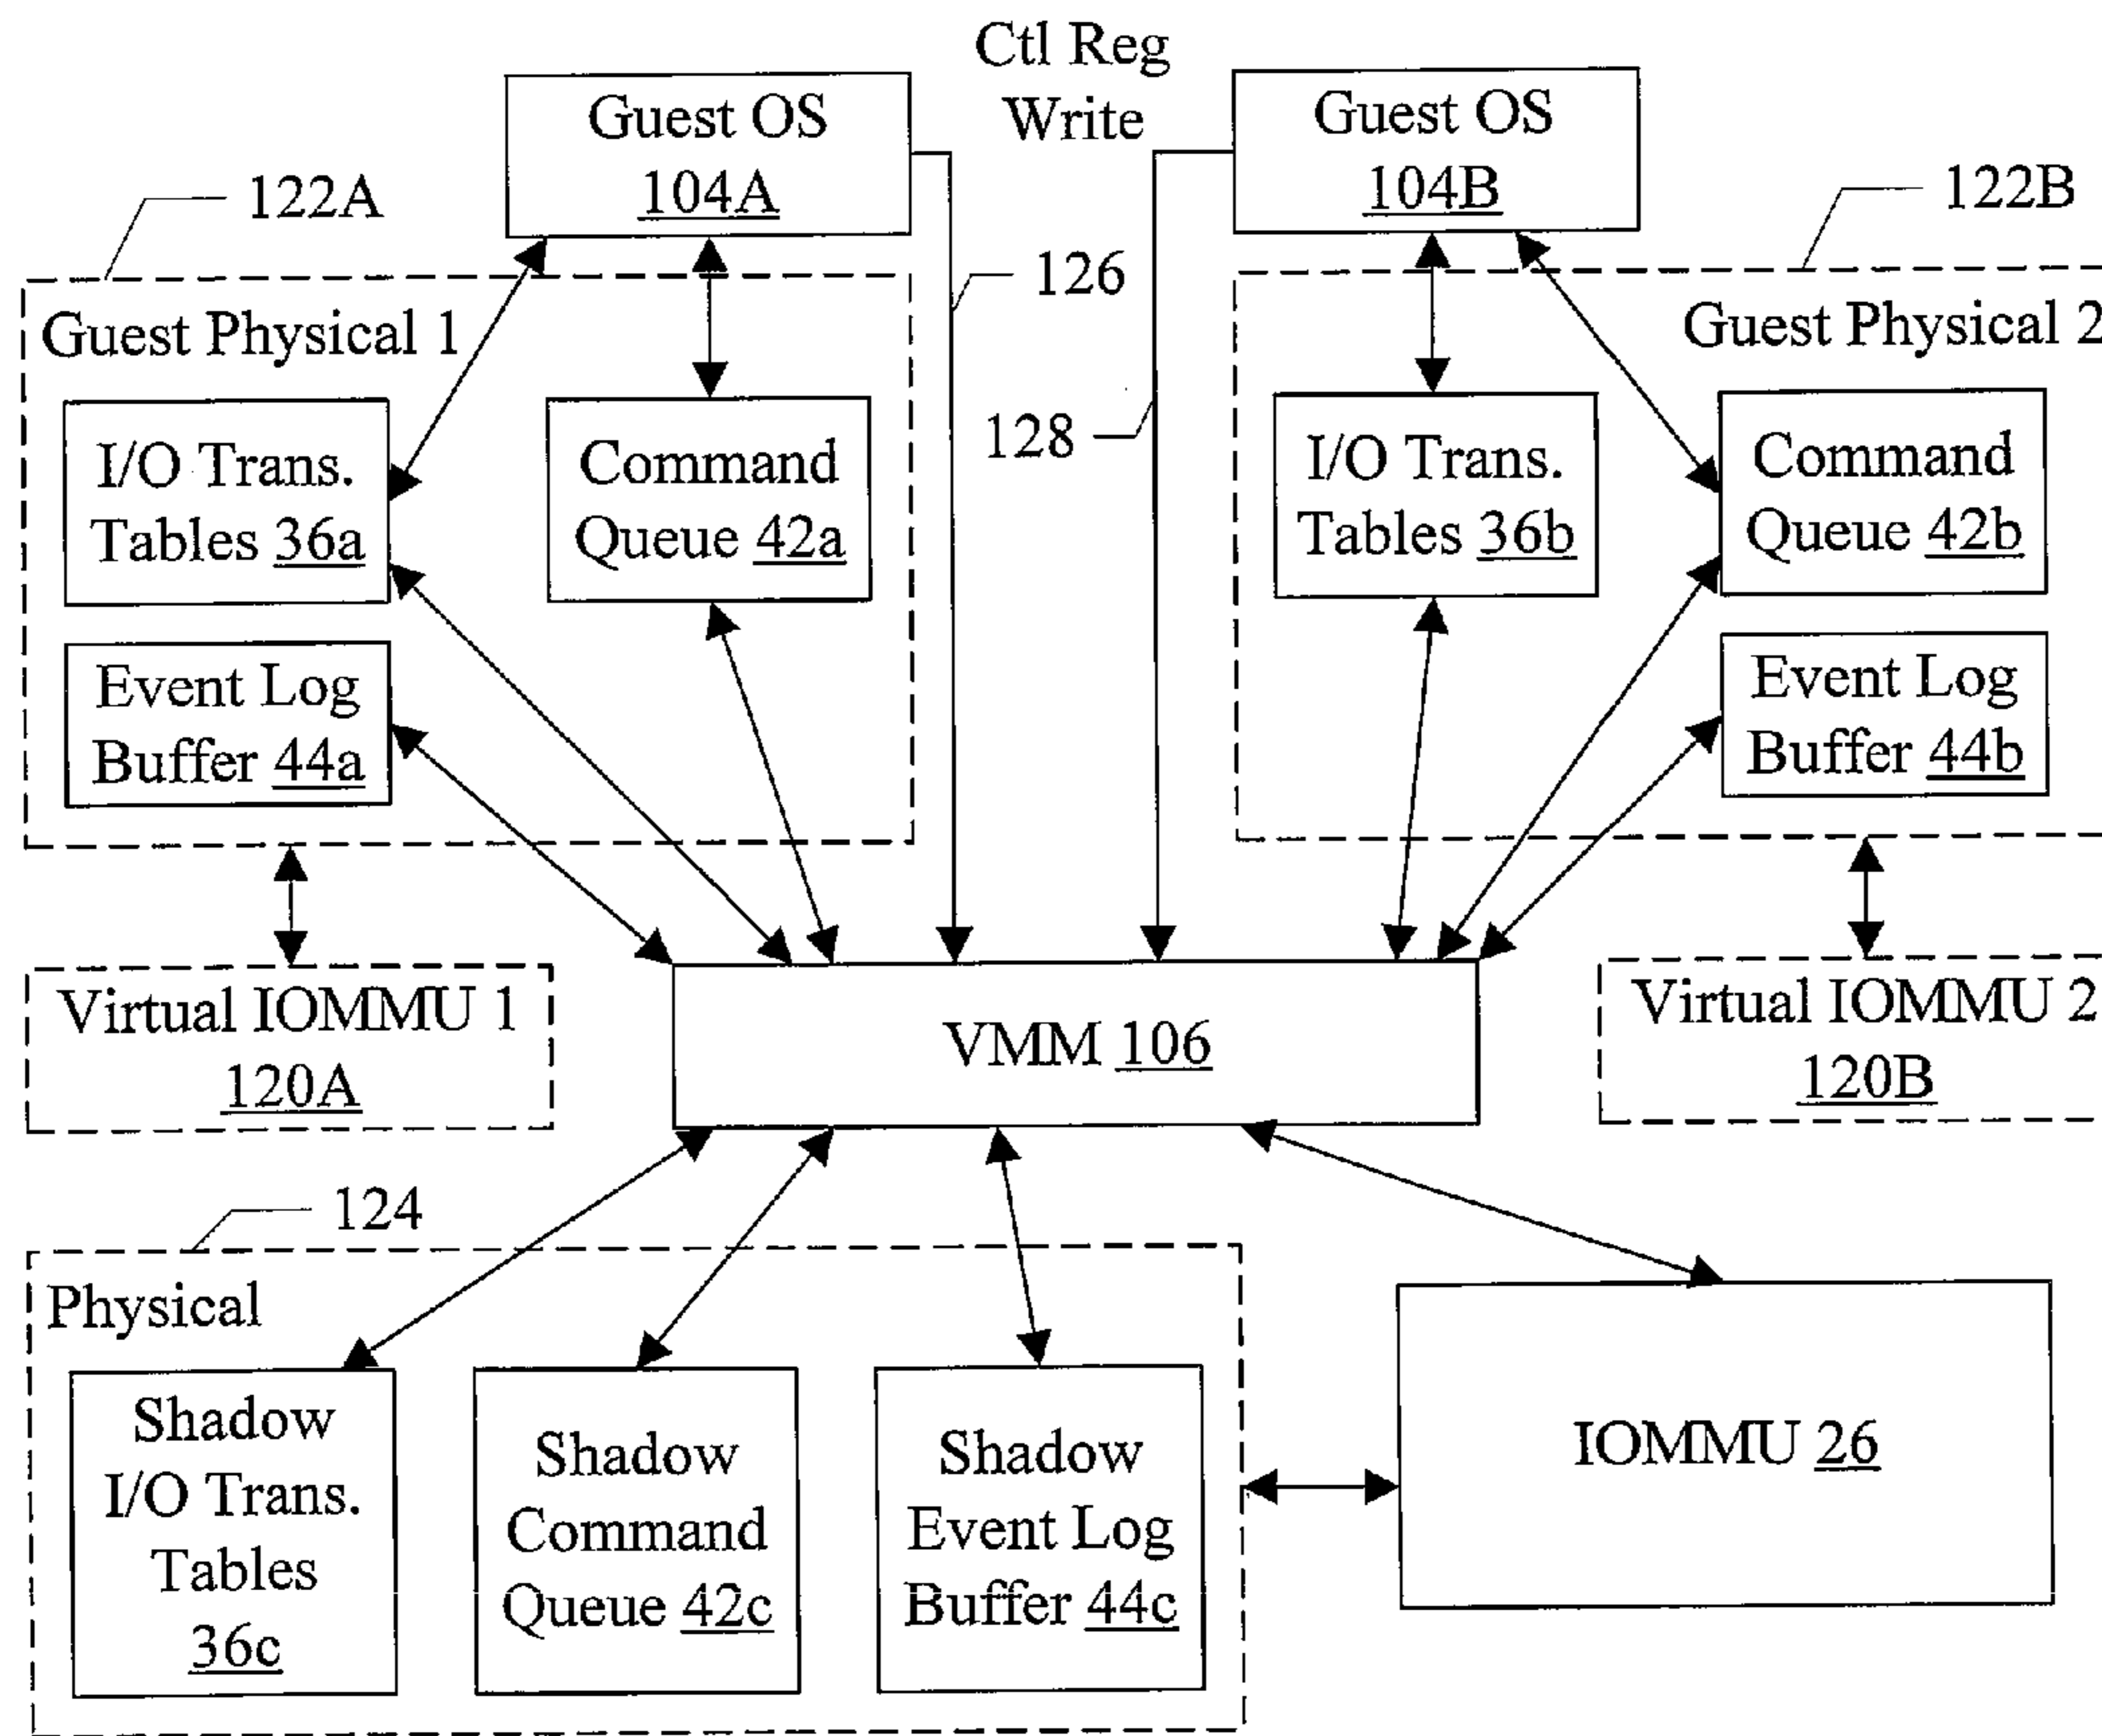 Ctl Reg
Write
Guest OS
104A
Guest OS
104B
122A
122B
126
128
Guest Physical 1
I/O Trans.
Tables 36a
Command
Queue 42a
Event Log
Buffer 44a
Guest Physical 2
I/O Trans.
Tables 36b
Command
Queue 42b
Event Log
Buffer 44b
Virtual IOMMU 1
120A
VMM 106
Virtual IOMMU 2
120B
124
Physical
Shadow
I/O Trans.
Tables
36c
Shadow
Command
Queue 42c
Shadow
Event Log
Buffer 44c
IOMMU 26